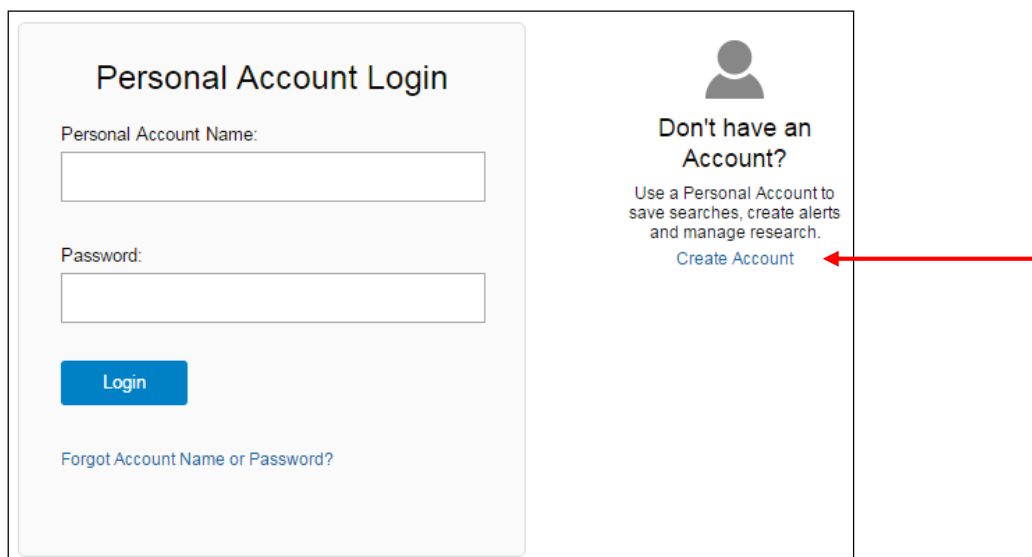 Personal Account Login
Personal Account Name:
Password:
Login
Forgot Account Name or Password?
Don't have an
Account?
Use a Personal Account to
save searches, create alerts
and manage research.
Create Account